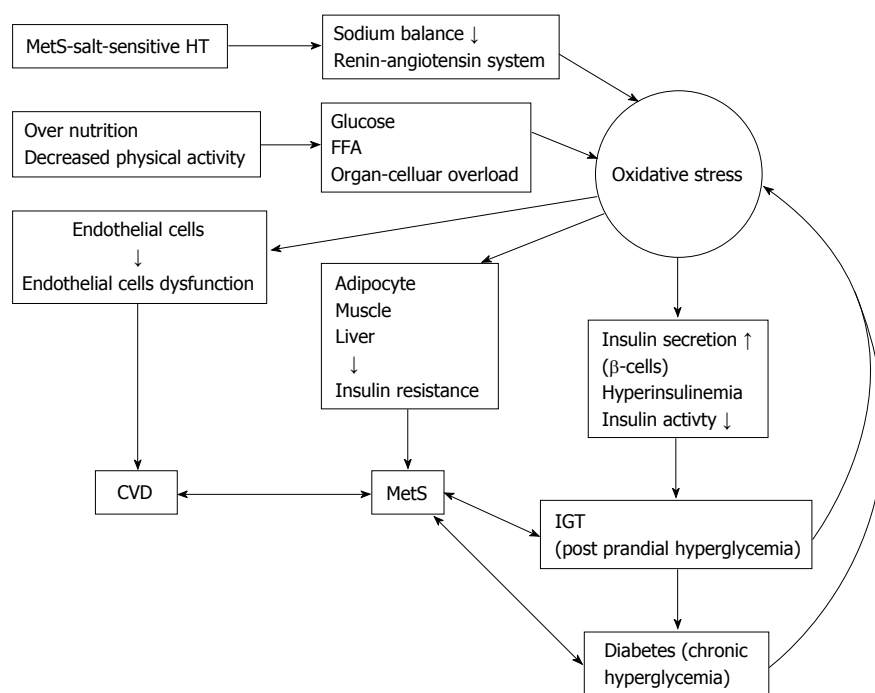 MetS-salt-sensitive HT
Sodium balance ↓
Renin-angiotensin system
Over nutrition
Decreased physical activity
Glucose
FFA
Organ-celluar overload
Oxidative stress
Endothelial cells
↓
Endothelial cells dysfunction
Adipocyte
Muscle
Liver
↓
Insulin resistance
Insulin secretion ↑
(β-cells)
Hyperinsulinemia
Insulin activty ↓
CVD
MetS
IGT
(post prandial hyperglycemia)
Diabetes (chronic
hyperglycemia)